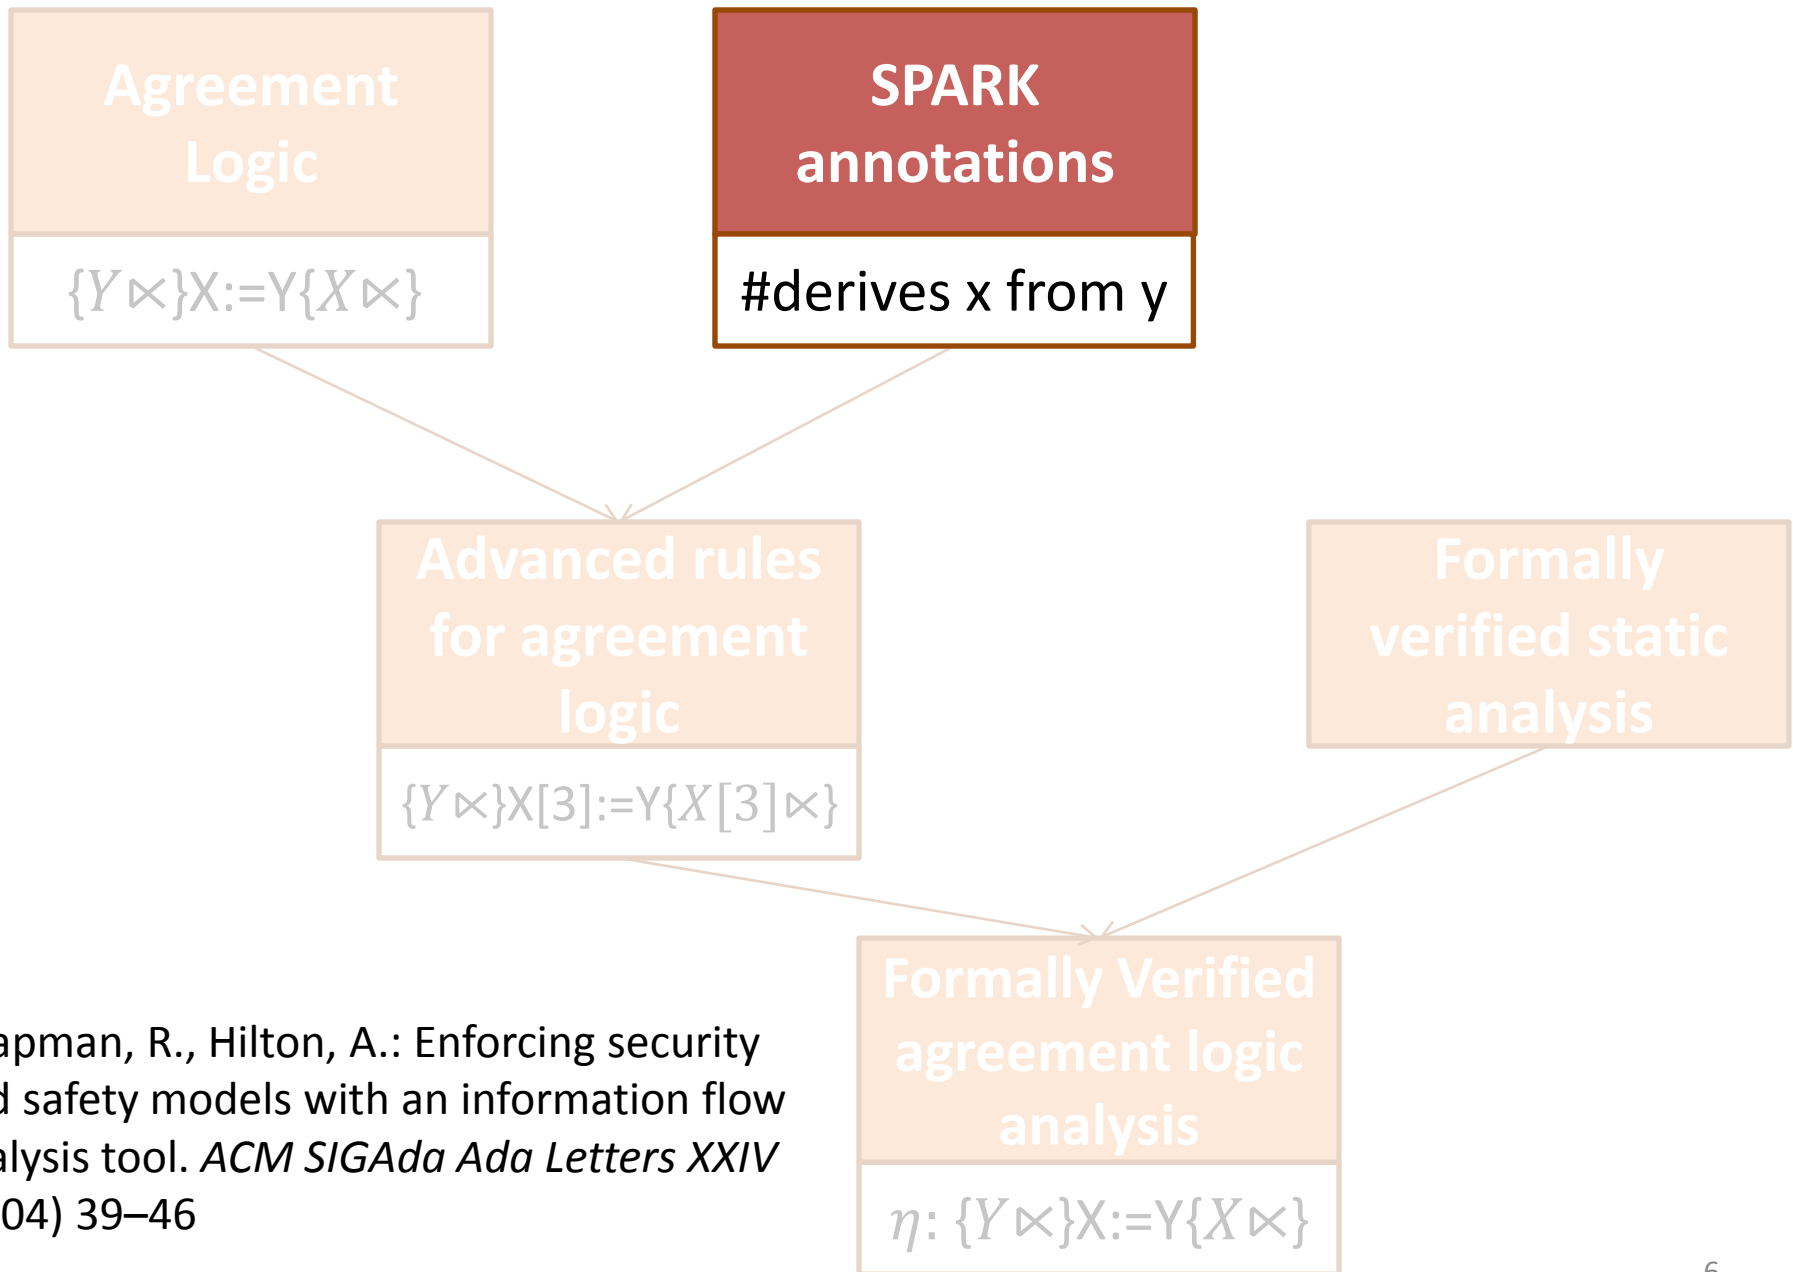 Agreement
Logic
{Y⋉}X:=Y{X⋉}
SPARK
annotations
#derives x from y
Advanced rules
for agreement
logic
{Y⋉}X[3]:=Y{X[3]⋉}
Formally
verified static
analysis
Formally Verified
agreement logic
analysis
η: {Y⋉}X:=Y{X⋉}
apman, R., Hilton, A.: Enforcing security
d safety models with an information flow
alysis tool. ACM SIGAda Ada Letters XXIV
04) 39–46